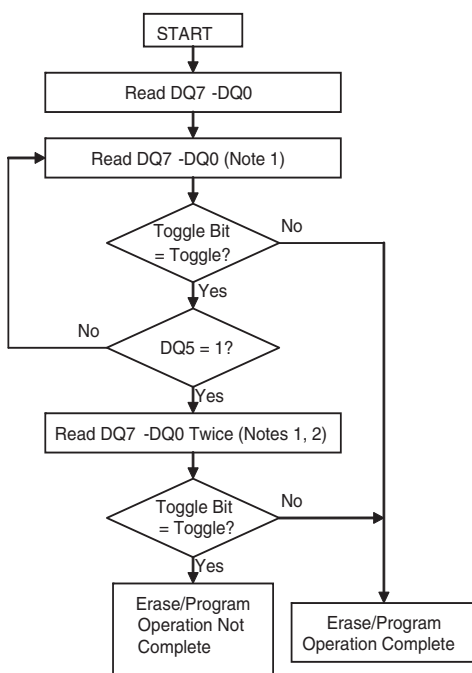 START
Read DQ7 -DQ0
Read DQ7 -DQ0 (Note 1)
Toggle Bit
= Toggle?
No
Yes
No
DQ5 = 1?
Yes
Read DQ7 -DQ0 Twice (Notes 1, 2)
Toggle Bit
= Toggle?
No
Yes
Erase/Program
Operation Not
Complete
Erase/Program
Operation Complete